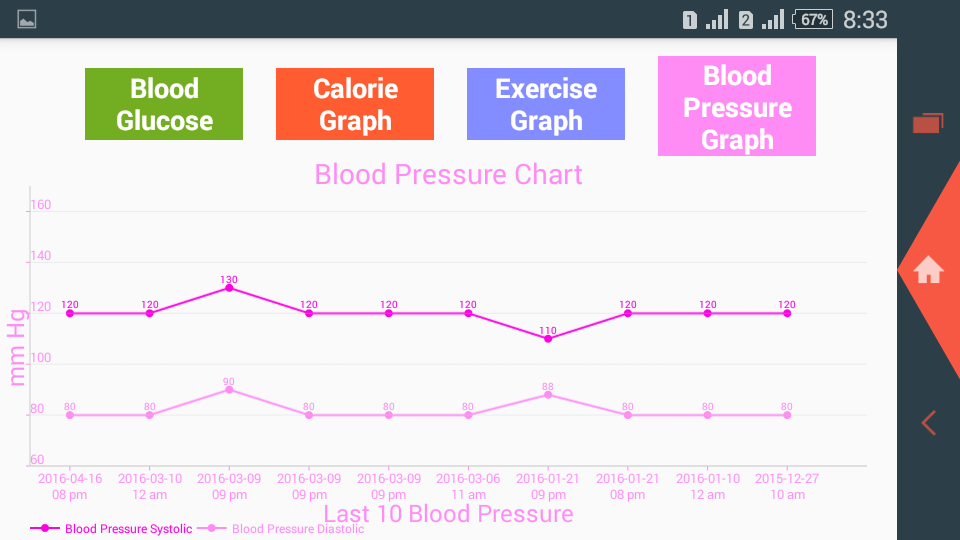 1 2 67% 8:33
Blood Glucose
Calorie Graph
Exercise Graph
Blood Pressure Graph
Blood Pressure Chart
160
140
120
100
80
60
mm Hg
120 120 130 120 120 120 110 120 120 120
80 80 90 80 80 80 88 80 80 80
2016-04-16 2016-03-10 2016-03-09 2016-03-09 2016-03-09 2016-03-06 2016-01-21 2016-01-21 2016-01-10 2015-12-27
08 pm 12 am 09 pm 09 pm 09 pm 11 am 09 pm 08 pm 12 am 10 am
Last 10 Blood Pressure
Blood Pressure Systolic Blood Pressure Diastolic